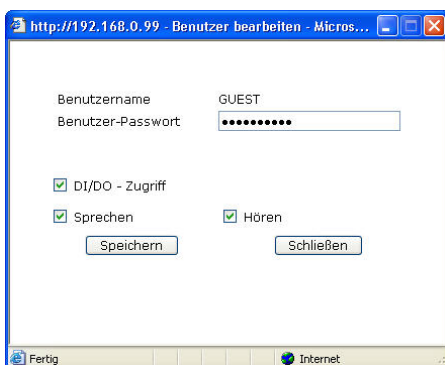 http://192.168.0.99 - Benutzer bearbeiten - Micros...
Benutzername GUEST
Benutzer-Passwort ••••••••••
DI/DO - Zugriff
Sprechen Hören
Speichern Schließen
Fertig Internet